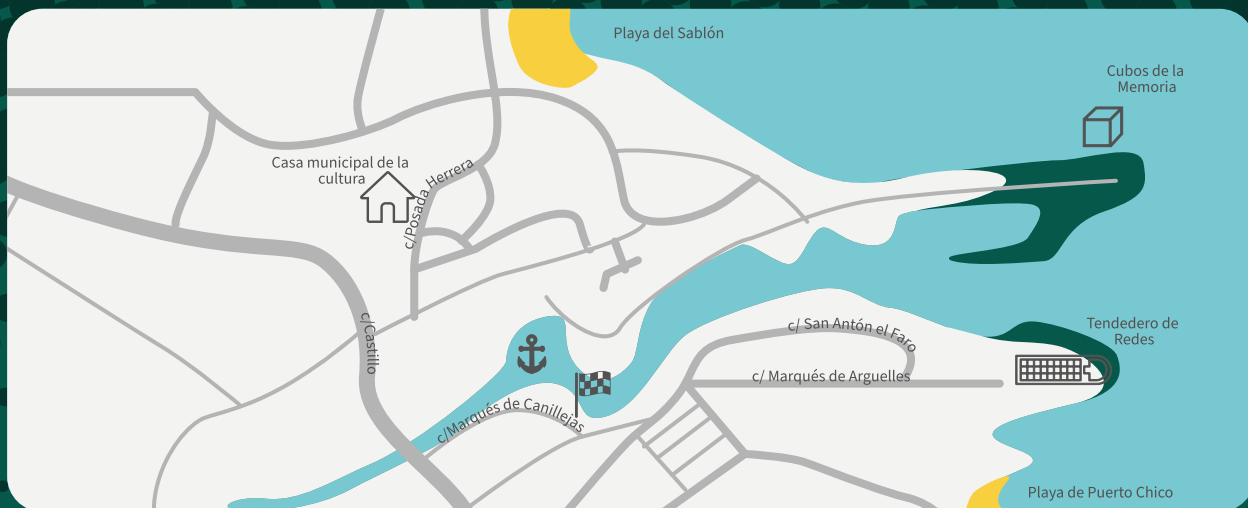 Playa del Sablón
Cubos de la
Memoria
Casa municipal de la
cultura
c/Posada Herrera
c/Castillo
c/ San Antón el Faro
Tendedero de
Redes
c/ Marqués de Arguelles
c/Marqués de Canillejas
Playa de Puerto Chico